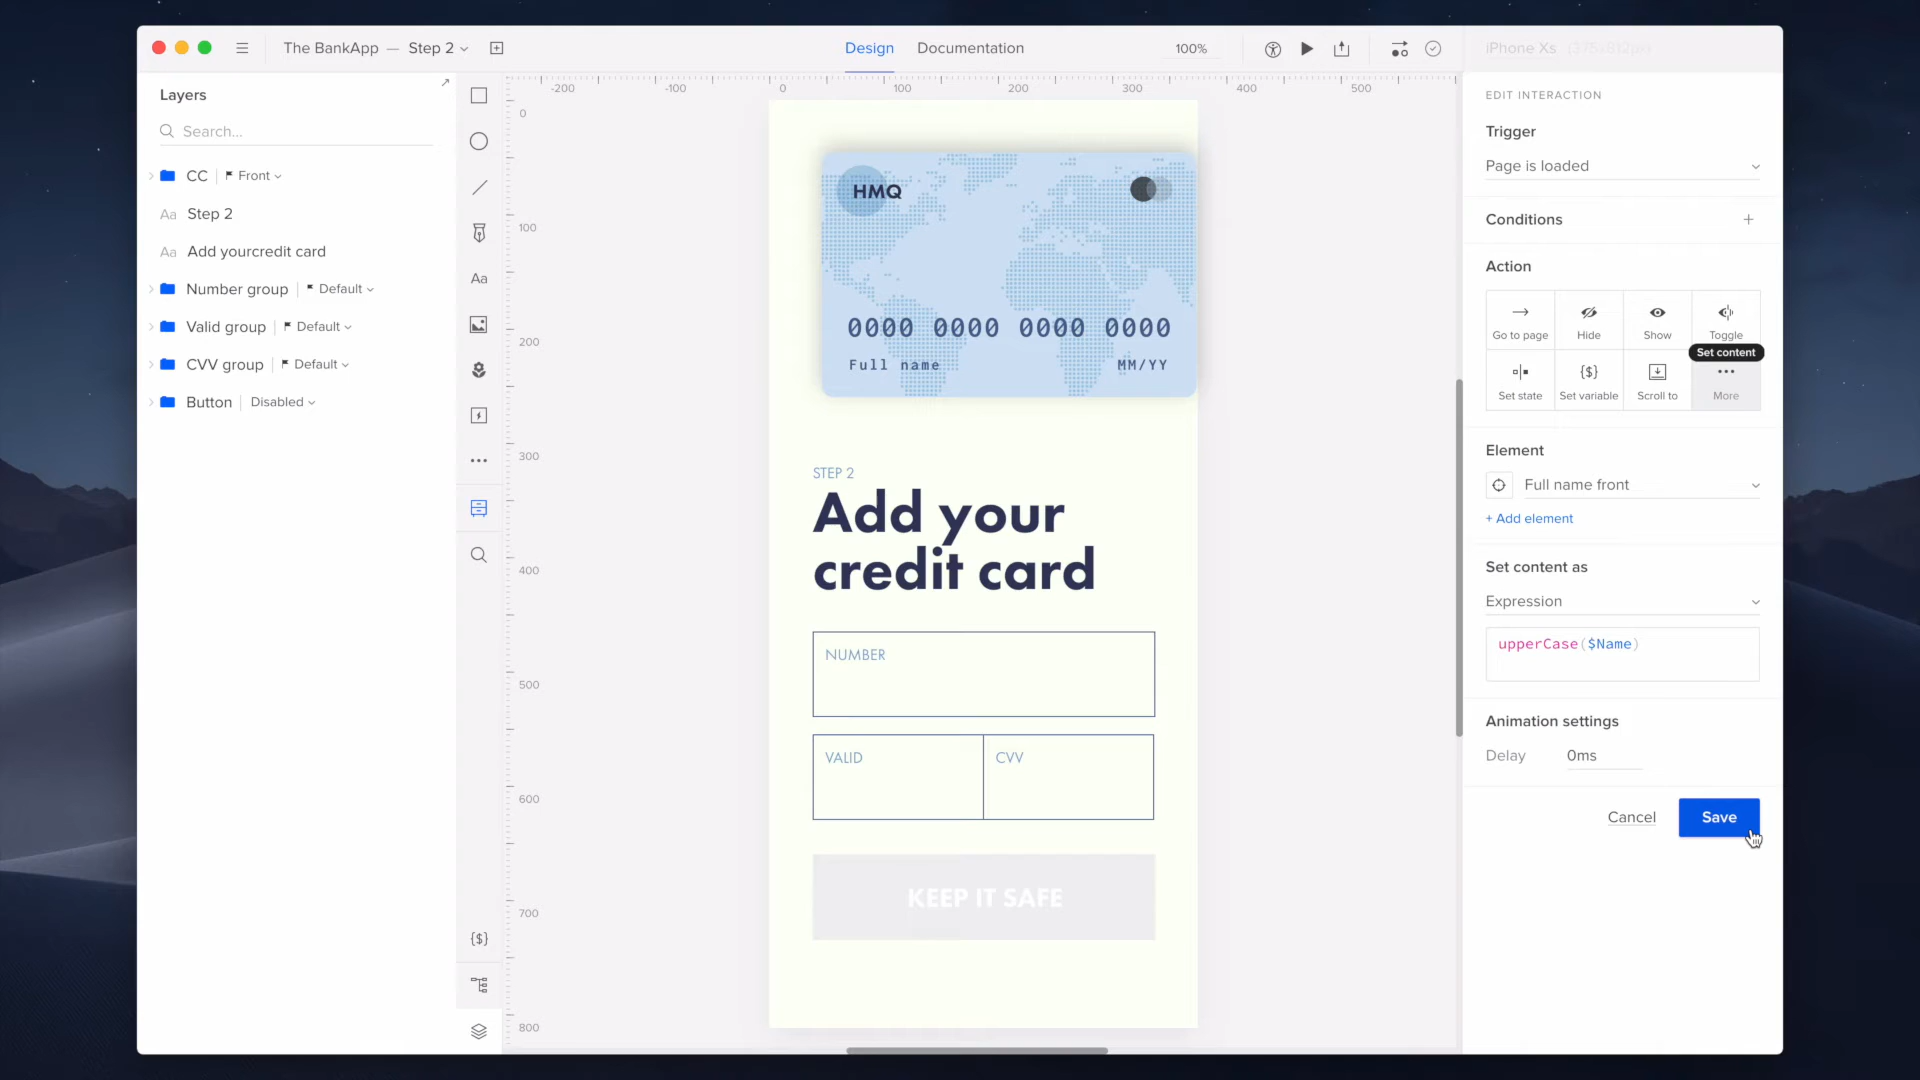 The BankApp — Step 2
Design
Documentation
100%
iPhone Xs (375x812px)
Layers
Search...
CC
Front
Aa
Step 2
Aa
Add yourcredit card
Number group
Default
Valid group
Default
CVV group
Default
Button
Disabled
Aa
{$}
-200
-100
0
100
200
300
400
500
0
100
200
300
400
500
600
700
800
HMQ
0000 0000 0000 0000
Full name
MM/YY
STEP 2
Add your
credit card
NUMBER
VALID
CVV
KEEP IT SAFE
EDIT INTERACTION
Trigger
Page is loaded
Conditions
+
Action
Go to page
Hide
Show
Toggle
Set content
{$}
Set state
Set variable
Scroll to
More
Element
Full name front
+ Add element
Set content as
Expression
upperCase($Name)
Animation settings
Delay
0ms
Cancel
Save